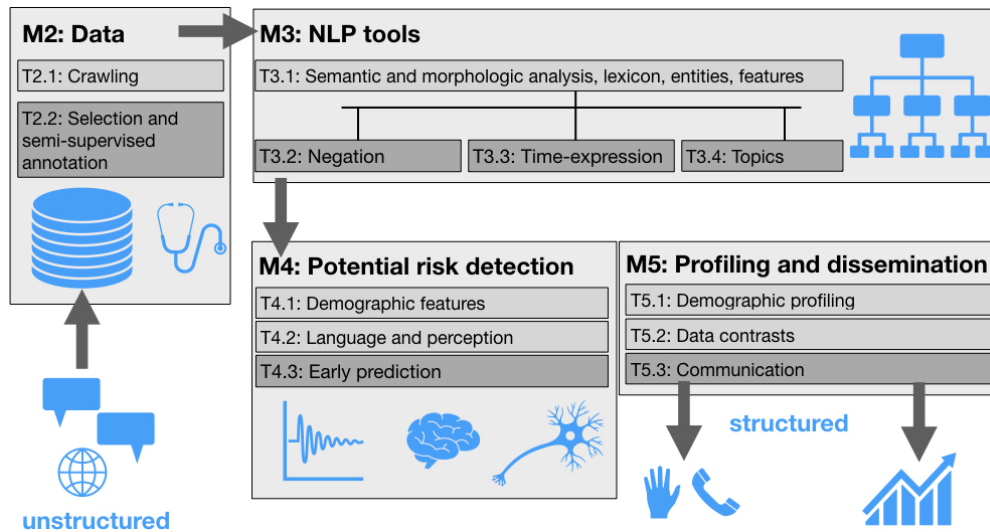 M2: Data
T2.1: Crawling
T2.2: Selection and
semi-supervised
annotation
unstructured
M3: NLP tools
T3.1: Semantic and morphologic analysis, lexicon, entities, features
T3.2: Negation
T3.3: Time-expression
T3.4: Topics
M4: Potential risk detection
T4.1: Demographic features
T4.2: Language and perception
T4.3: Early prediction
M5: Profiling and dissemination
T5.1: Demographic profiling
T5.2: Data contrasts
T5.3: Communication
structured